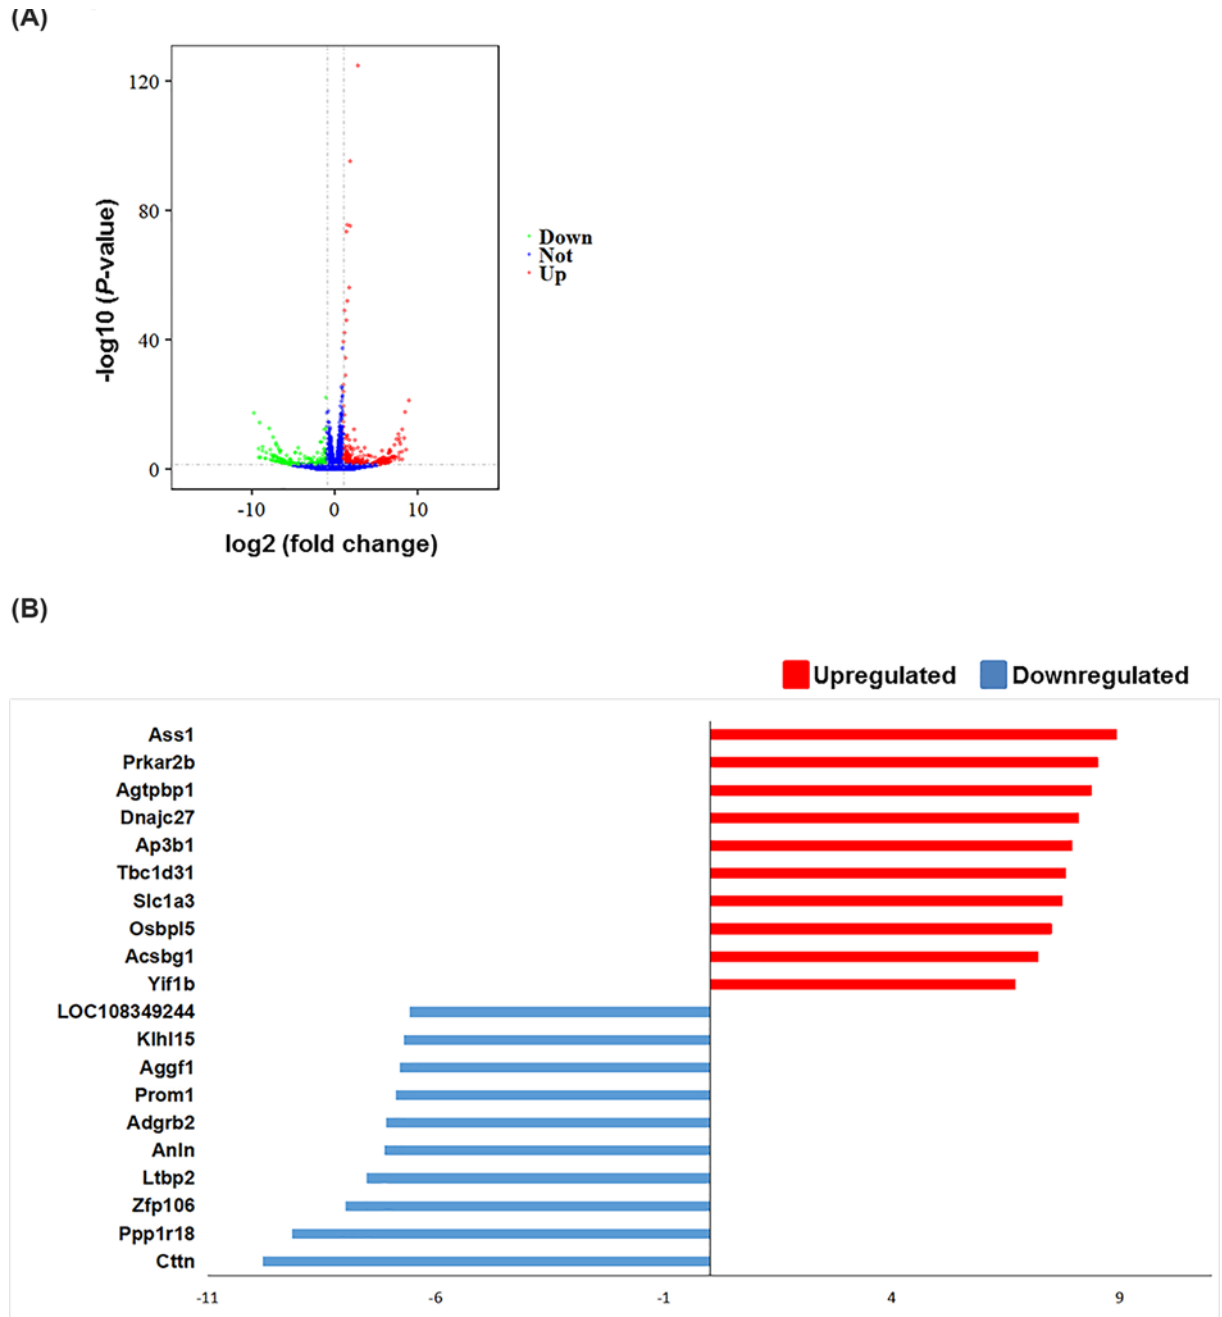 (A)
120
80
40
0
-log10 (P-value)
-10 0 10
log2 (fold change)
Down
Not
Up
(B)
Upregulated Downregulated
Ass1
Prkar2b
Agtpbp1
Dnajc27
Ap3b1
Tbc1d31
Slc1a3
Osbpl5
Acsbg1
Yif1b
LOC108349244
Klhl15
Aggf1
Prom1
Adgrb2
Anln
Ltbp2
Zfp106
Ppp1r18
Cttn
-11 -6 -1 4 9